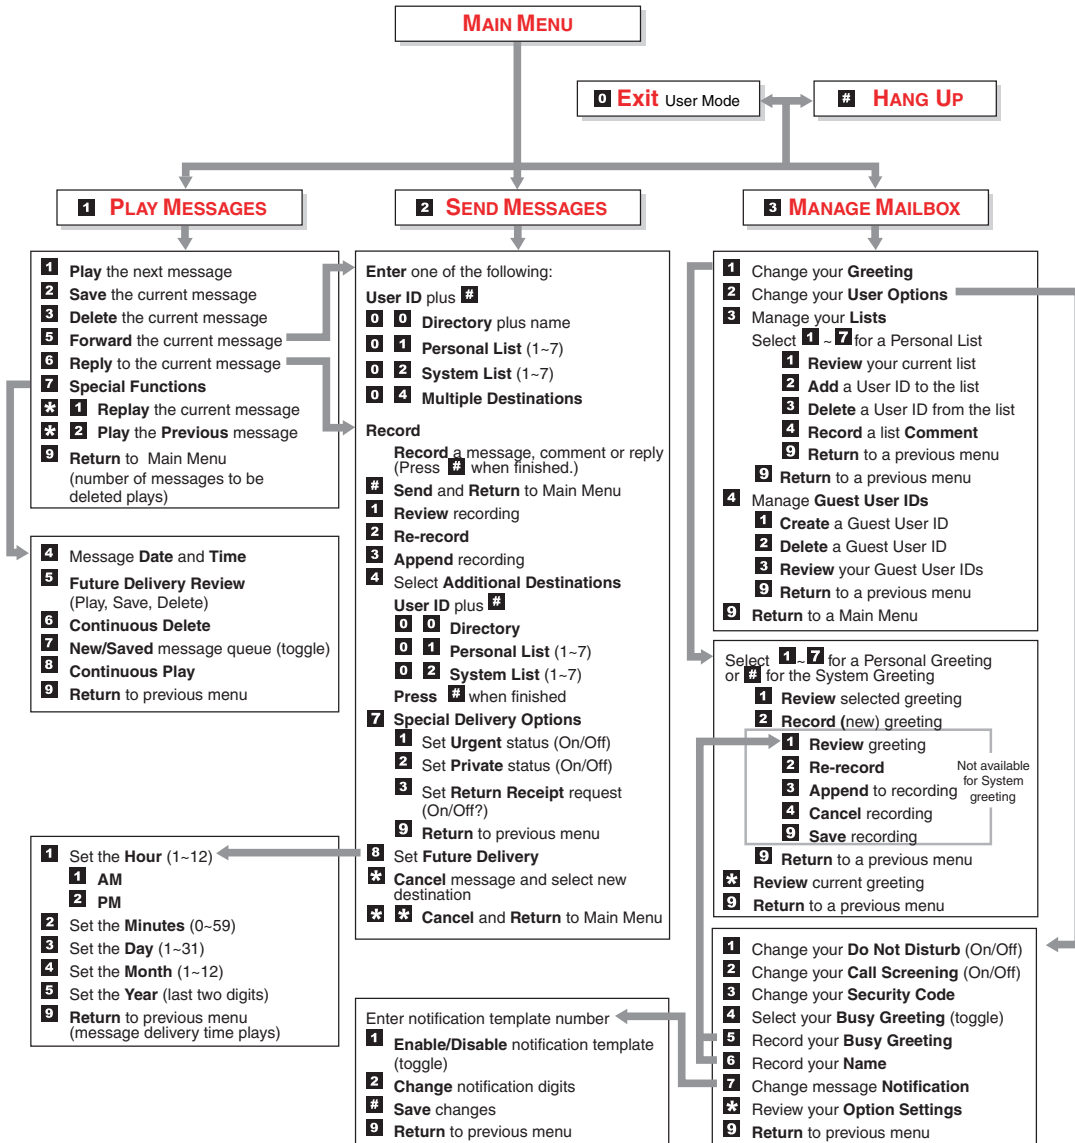 MAIN MENU
0 Exit User Mode
# HANG UP
1 PLAY MESSAGES
2 SEND MESSAGES
3 MANAGE MAILBOX
1 Play the next message
2 Save the current message
3 Delete the current message
5 Forward the current message
6 Reply to the current message
7 Special Functions
* 1 Replay the current message
* 2 Play the Previous message
9 Return to Main Menu
(number of messages to be
deleted plays)
4 Message Date and Time
5 Future Delivery Review
(Play, Save, Delete)
6 Continuous Delete
7 New/Saved message queue (toggle)
8 Continuous Play
9 Return to previous menu
1 Set the Hour (1~12)
1 AM
2 PM
2 Set the Minutes (0~59)
3 Set the Day (1~31)
4 Set the Month (1~12)
5 Set the Year (last two digits)
9 Return to previous menu
(message delivery time plays)
Enter one of the following:
User ID plus #
0 0 Directory plus name
0 1 Personal List (1~7)
0 2 System List (1~7)
0 4 Multiple Destinations
Record
Record a message, comment or reply
(Press # when finished.)
# Send and Return to Main Menu
1 Review recording
2 Re-record
3 Append recording
4 Select Additional Destinations
User ID plus #
0 0 Directory
0 1 Personal List (1~7)
0 2 System List (1~7)
Press # when finished
7 Special Delivery Options
1 Set Urgent status (On/Off)
2 Set Private status (On/Off)
3 Set Return Receipt request
(On/Off?)
9 Return to previous menu
8 Set Future Delivery
* Cancel message and select new
destination
* * Cancel and Return to Main Menu
Enter notification template number
1 Enable/Disable notification template
(toggle)
2 Change notification digits
# Save changes
9 Return to previous menu
1 Change your Greeting
2 Change your User Options
3 Manage your Lists
Select 1 ~ 7 for a Personal List
1 Review your current list
2 Add a User ID to the list
3 Delete a User ID from the list
4 Record a list Comment
9 Return to a previous menu
9 Return to a previous menu
4 Manage Guest User IDs
1 Create a Guest User ID
2 Delete a Guest User ID
3 Review your Guest User IDs
9 Return to a previous menu
9 Return to a Main Menu
Select 1 ~ 7 for a Personal Greeting
or # for the System Greeting
1 Review selected greeting
2 Record (new) greeting
1 Review greeting
2 Re-record
3 Append to recording
4 Cancel recording
9 Save recording
Not available
for System
greeting
9 Return to a previous menu
* Review current greeting
9 Return to a previous menu
1 Change your Do Not Disturb (On/Off)
2 Change your Call Screening (On/Off)
3 Change your Security Code
4 Select your Busy Greeting (toggle)
5 Record your Busy Greeting
6 Record your Name
7 Change message Notification
* Review your Option Settings
9 Return to previous menu